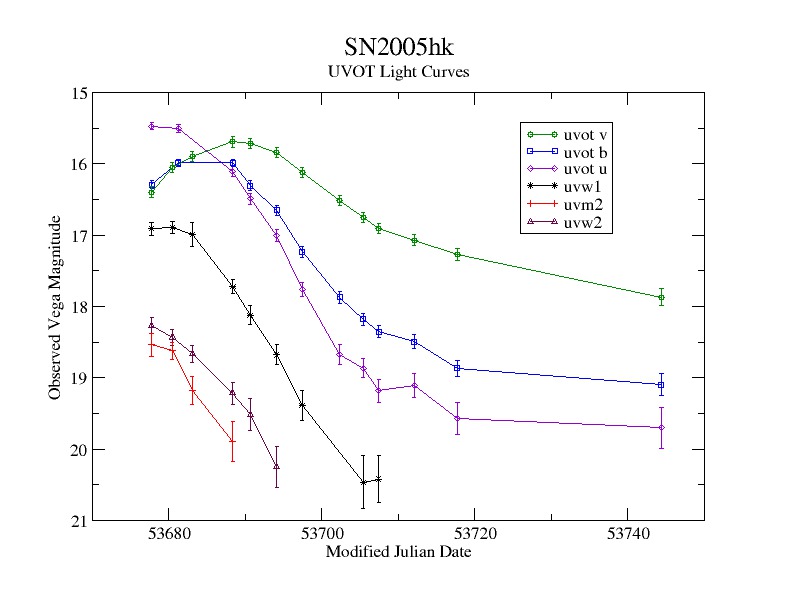 SN2005hk
UVOT Light Curves
15
16
17
18
19
20
21
Observed Vega Magnitude
uvot v
uvot b
uvot u
uvw1
uvm2
uvw2
53680
53700
53720
53740
Modified Julian Date